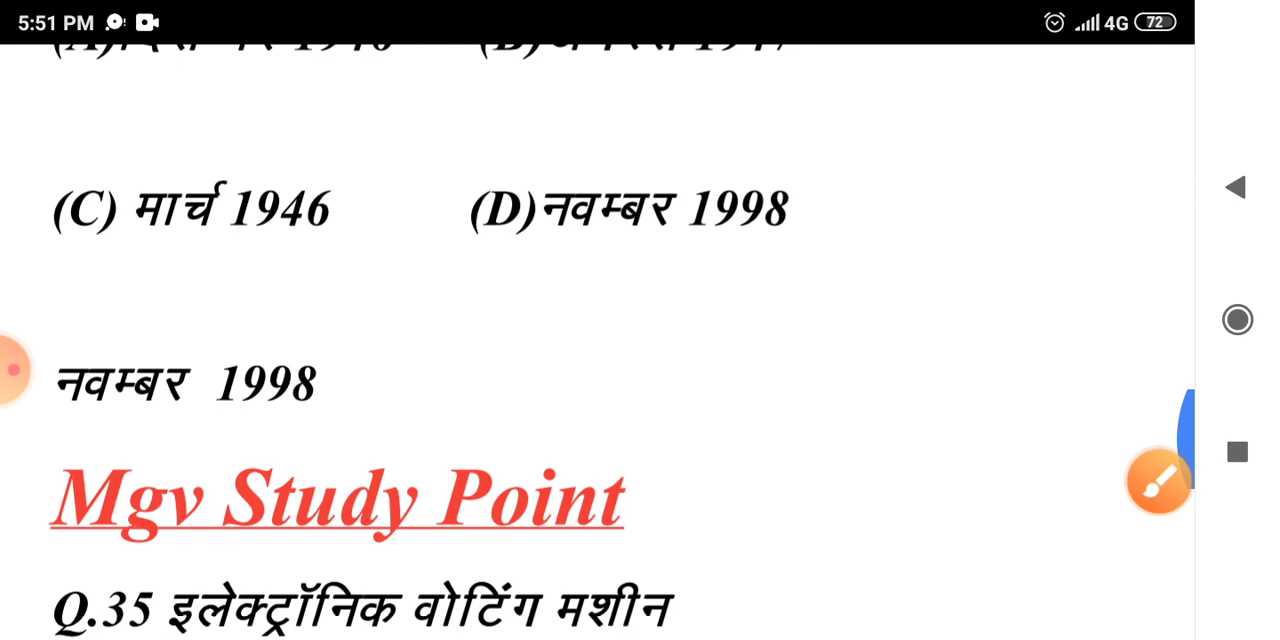 5:51 PM 4G 72
(C) मार्च 1946 (D)नवम्बर 1998
नवम्बर 1998
Mgv Study Point
Q.35 इलेक्ट्रॉनिक वोटिंग मशीन